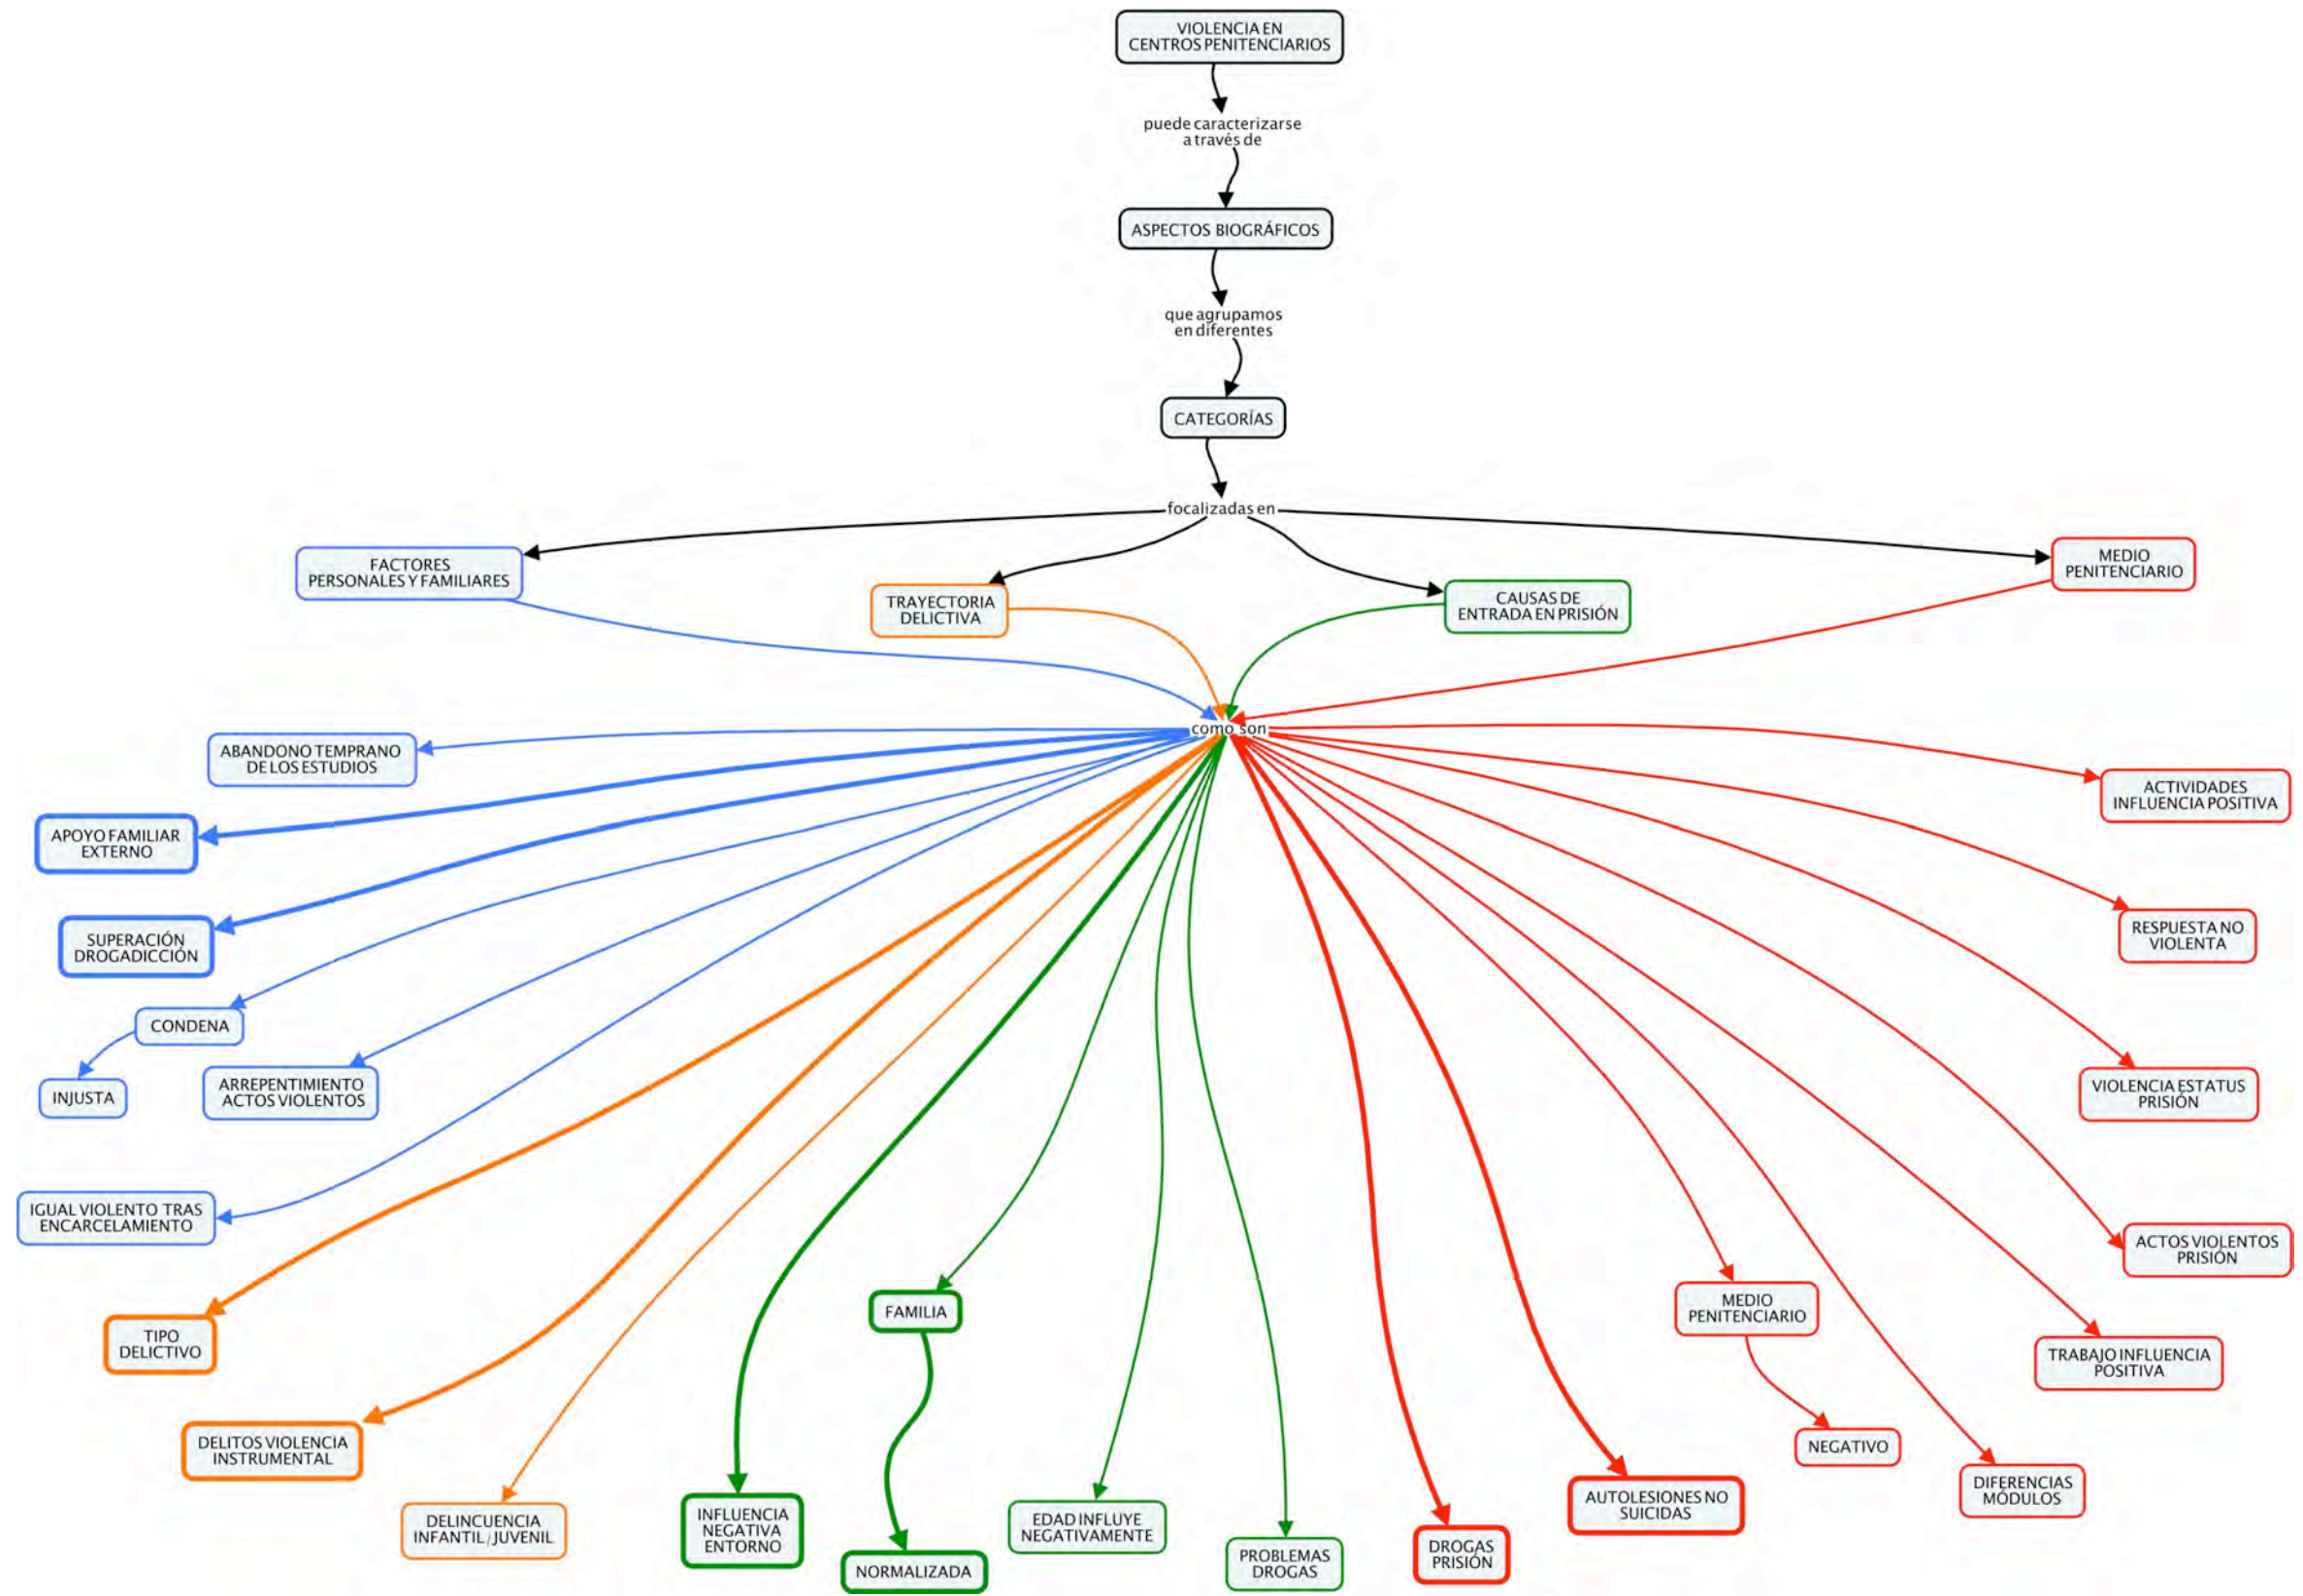 VIOLENCIA EN
CENTROS PENITENCIARIOS
puede caracterizarse
a través de
ASPECTOS BIOGRÁFICOS
que agrupamos
en diferentes
CATEGORÍAS
focalizadas en
FACTORES
PERSONALES Y FAMILIARES
TRAYECTORIA
DELICTIVA
CAUSAS DE
ENTRADA EN PRISIÓN
MEDIO
PENITENCIARIO
como son
ABANDONO TEMPRANO
DE LOS ESTUDIOS
APOYO FAMILIAR
EXTERNO
SUPERACIÓN
DROGADICCIÓN
CONDENA
INJUSTA
ARREPENTIMIENTO
ACTOS VIOLENTOS
IGUAL VIOLENTO TRAS
ENCARCELAMIENTO
TIPO
DELICTIVO
DELITOS VIOLENCIA
INSTRUMENTAL
DELINCUENCIA
INFANTIL/JUVENIL
INFLUENCIA
NEGATIVA
ENTORNO
FAMILIA
NORMALIZADA
EDAD INFLUYE
NEGATIVAMENTE
PROBLEMAS
DROGAS
DROGAS
PRISIÓN
AUTOLESIONES NO
SUICIDAS
MEDIO
PENITENCIARIO
NEGATIVO
DIFERENCIAS
MÓDULOS
TRABAJO INFLUENCIA
POSITIVA
ACTOS VIOLENTOS
PRISIÓN
VIOLENCIA ESTATUS
PRISIÓN
RESPUESTA NO
VIOLENTA
ACTIVIDADES
INFLUENCIA POSITIVA